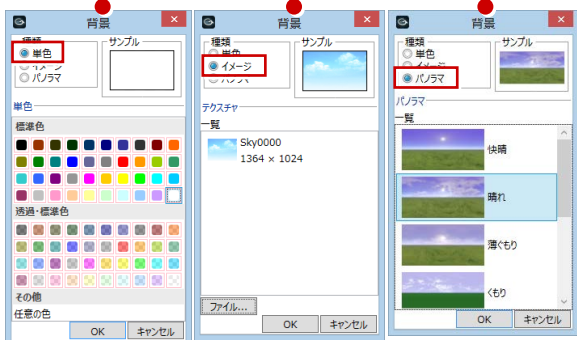 背景
種類
単色
イメージ
パノラマ
サンプル
単色
標準色
透過・標準色
その他
任意の色
OK
キャンセル
背景
種類
単色
イメージ
パノラマ
サンプル
テクスチャ
一覧
Sky0000
1364 × 1024
ファイル...
OK
キャンセル
背景
種類
単色
イメージ
パノラマ
サンプル
パノラマ
一覧
快晴
晴れ
薄ぐもり
くもり
OK
キャンセル